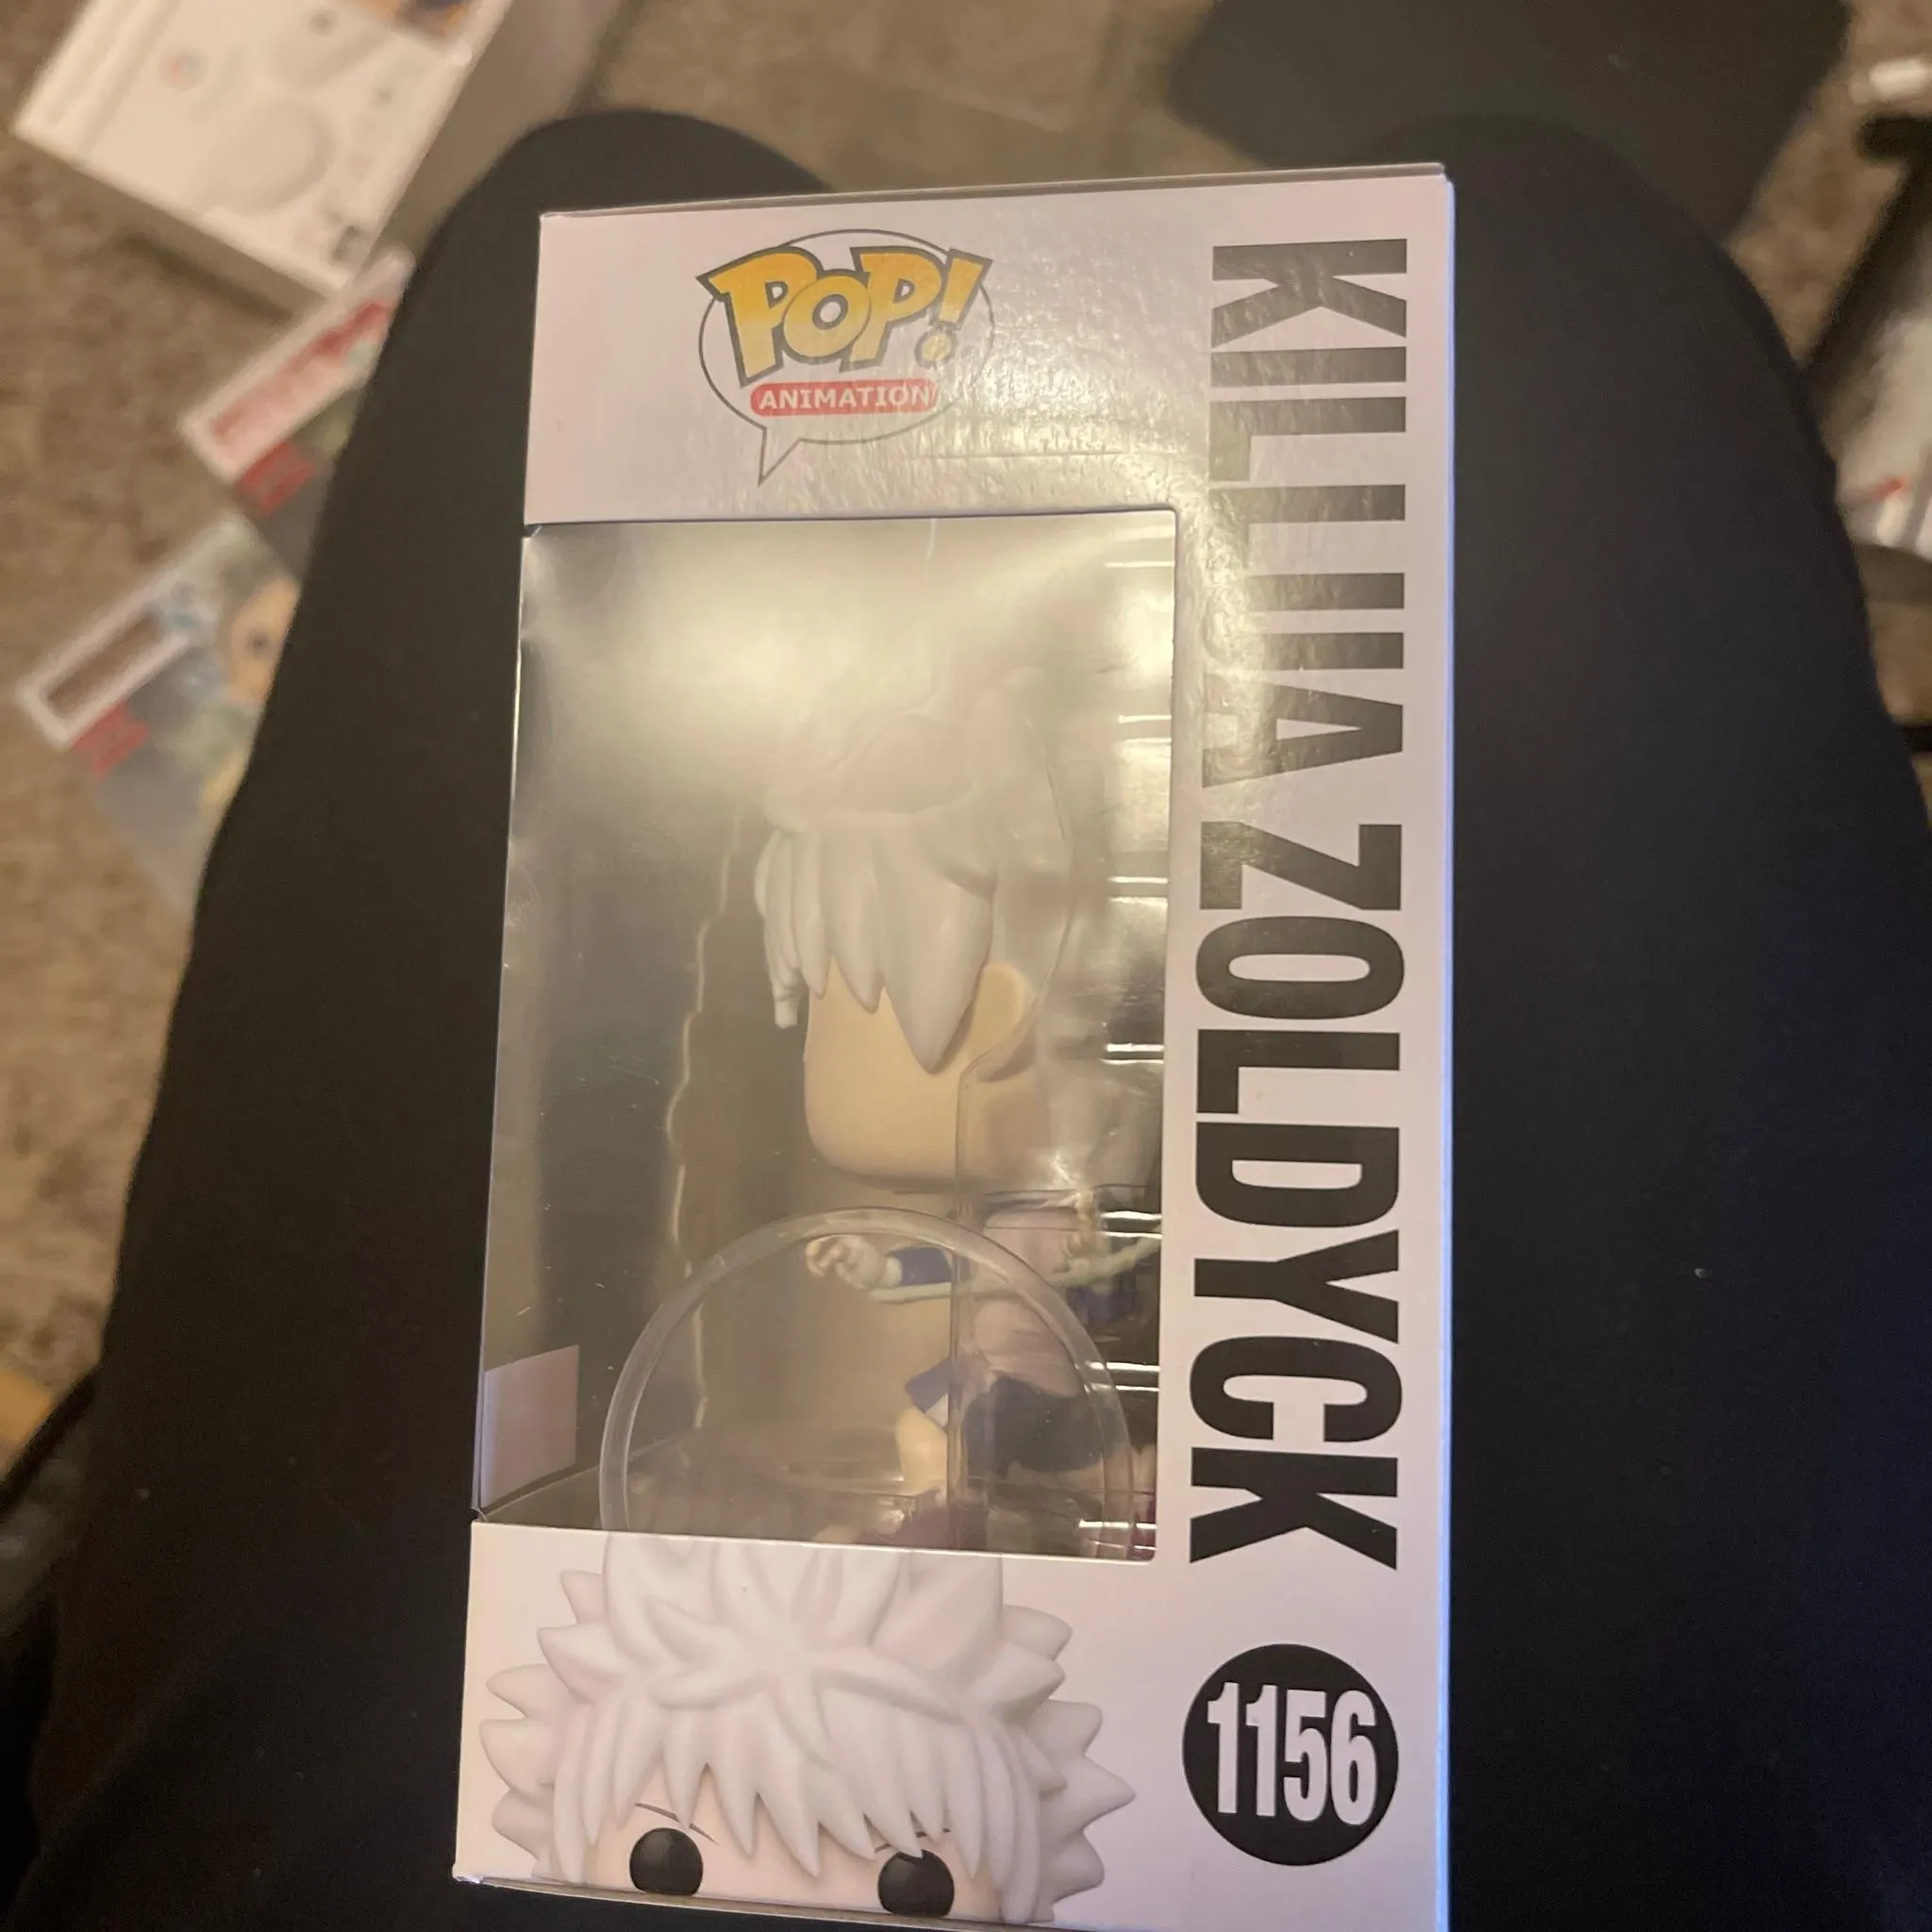 POP!
ANIMATION
KILLUA ZOLDYCK
1156